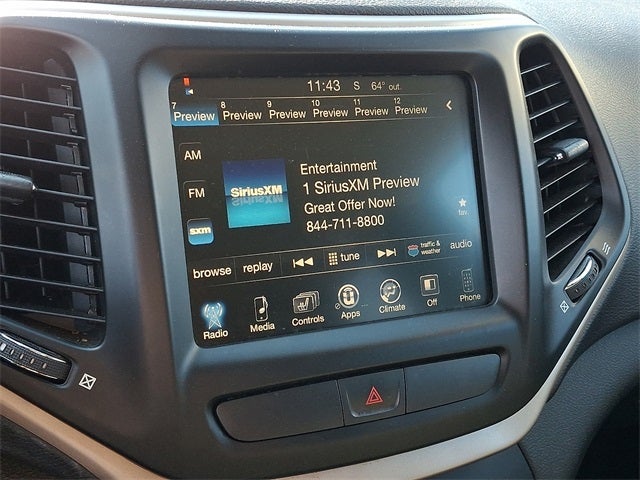 11:43 S 64° out.
7 8 9 10 11 12
Preview Preview Preview Preview Preview Preview
AM
FM
sxm
SiriusXM
Entertainment
1 SiriusXM Preview
Great Offer Now!
844-711-8800
fav.
browse replay tune traffic & weather audio
Radio Media Controls Apps Climate Off Phone